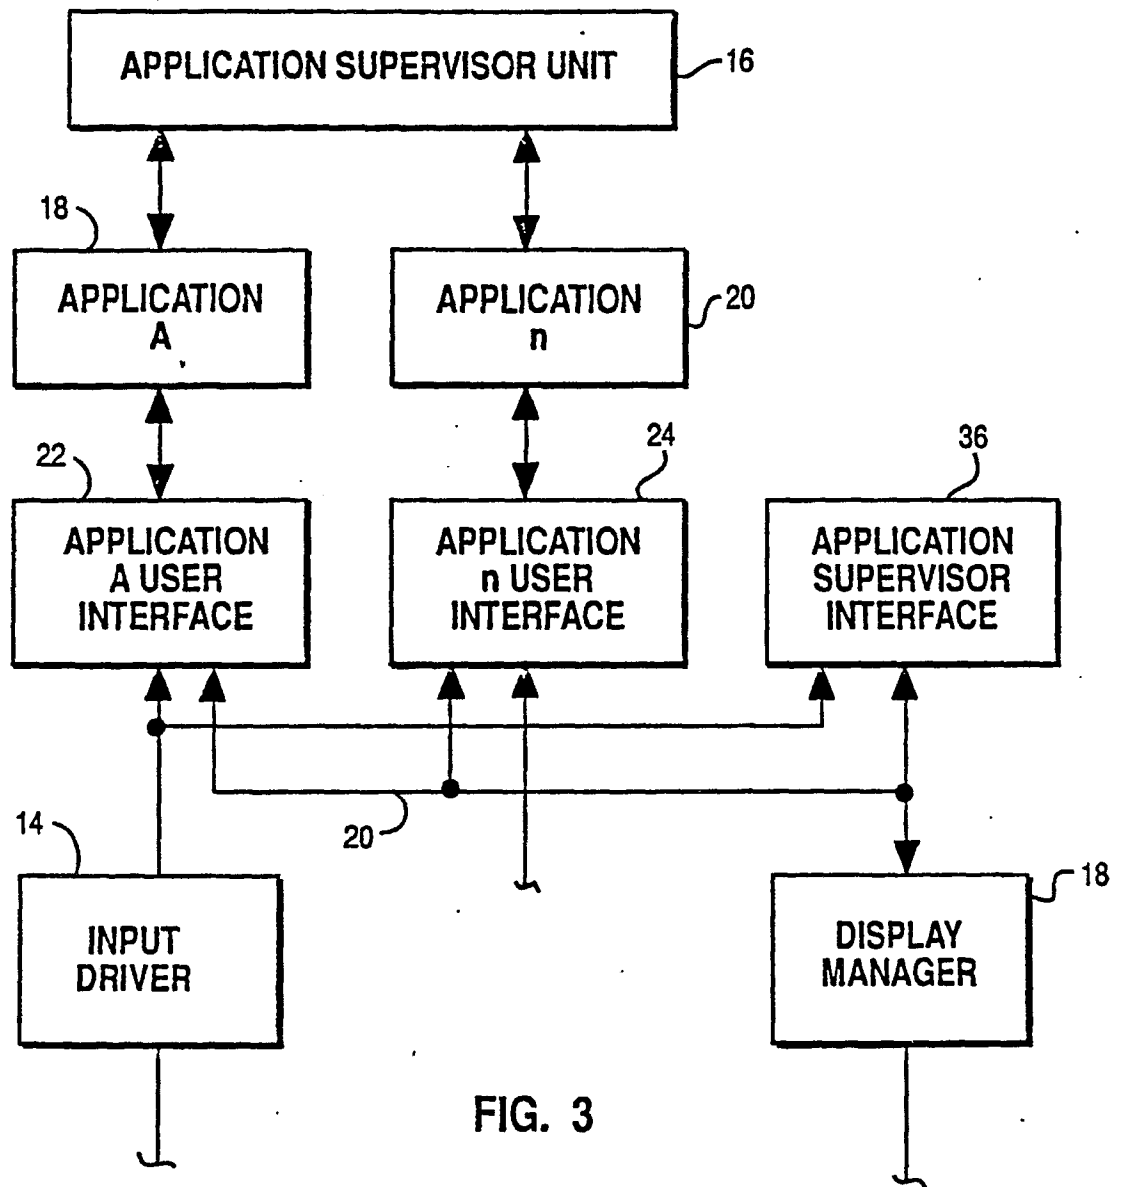 APPLICATION SUPERVISOR UNIT
16
18
APPLICATION
A
APPLICATION
n
20
22
24
36
APPLICATION
A USER
INTERFACE
APPLICATION
n USER
INTERFACE
APPLICATION
SUPERVISOR
INTERFACE
14
20
18
INPUT
DRIVER
DISPLAY
MANAGER
FIG. 3